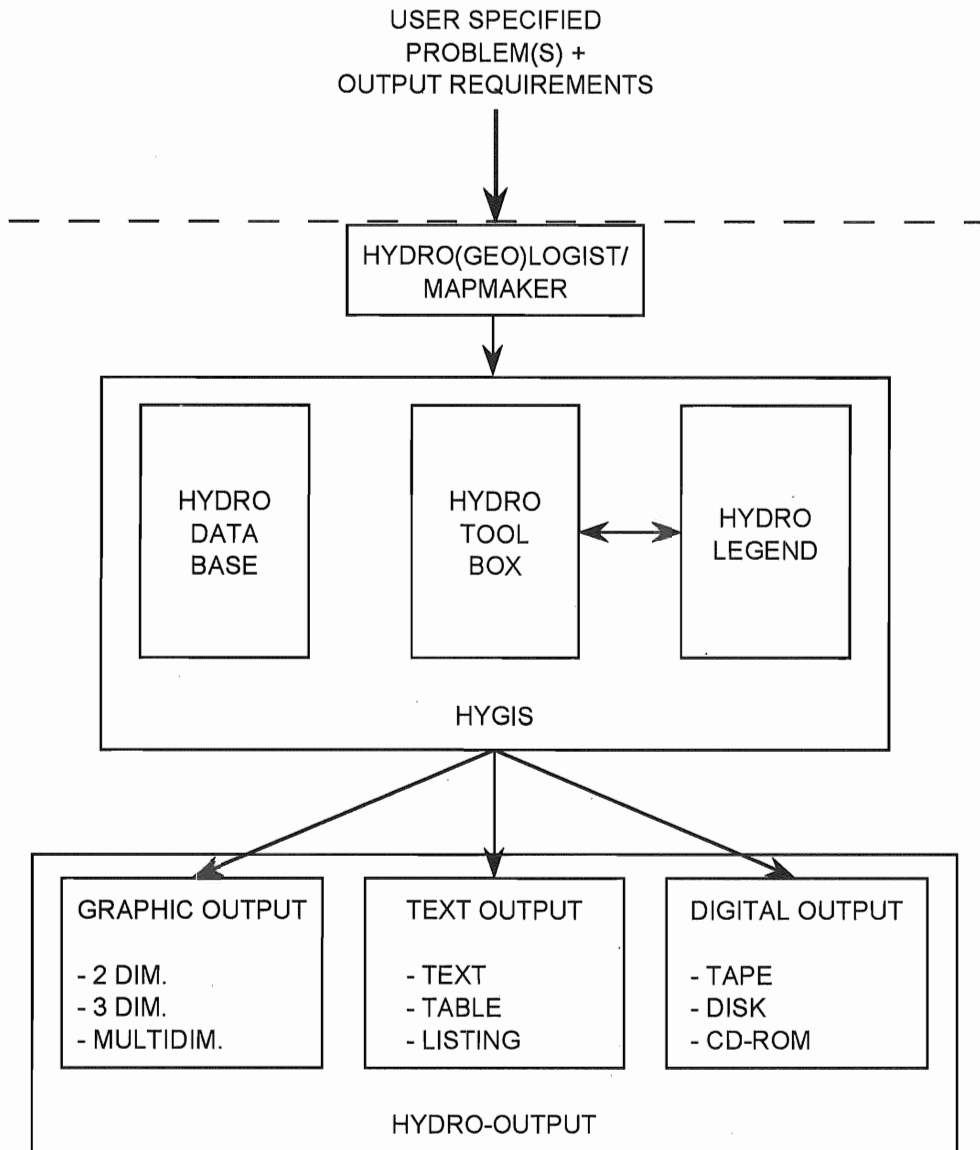 USER SPECIFIED
PROBLEM(S) +
OUTPUT REQUIREMENTS
HYDRO(GEO)LOGIST/
MAPMAKER
HYDRO
DATA
BASE
HYDRO
TOOL
BOX
HYDRO
LEGEND
HYGIS
GRAPHIC OUTPUT
- 2 DIM.
- 3 DIM.
- MULTIDIM.
TEXT OUTPUT
- TEXT
- TABLE
- LISTING
DIGITAL OUTPUT
- TAPE
- DISK
- CD-ROM
HYDRO-OUTPUT